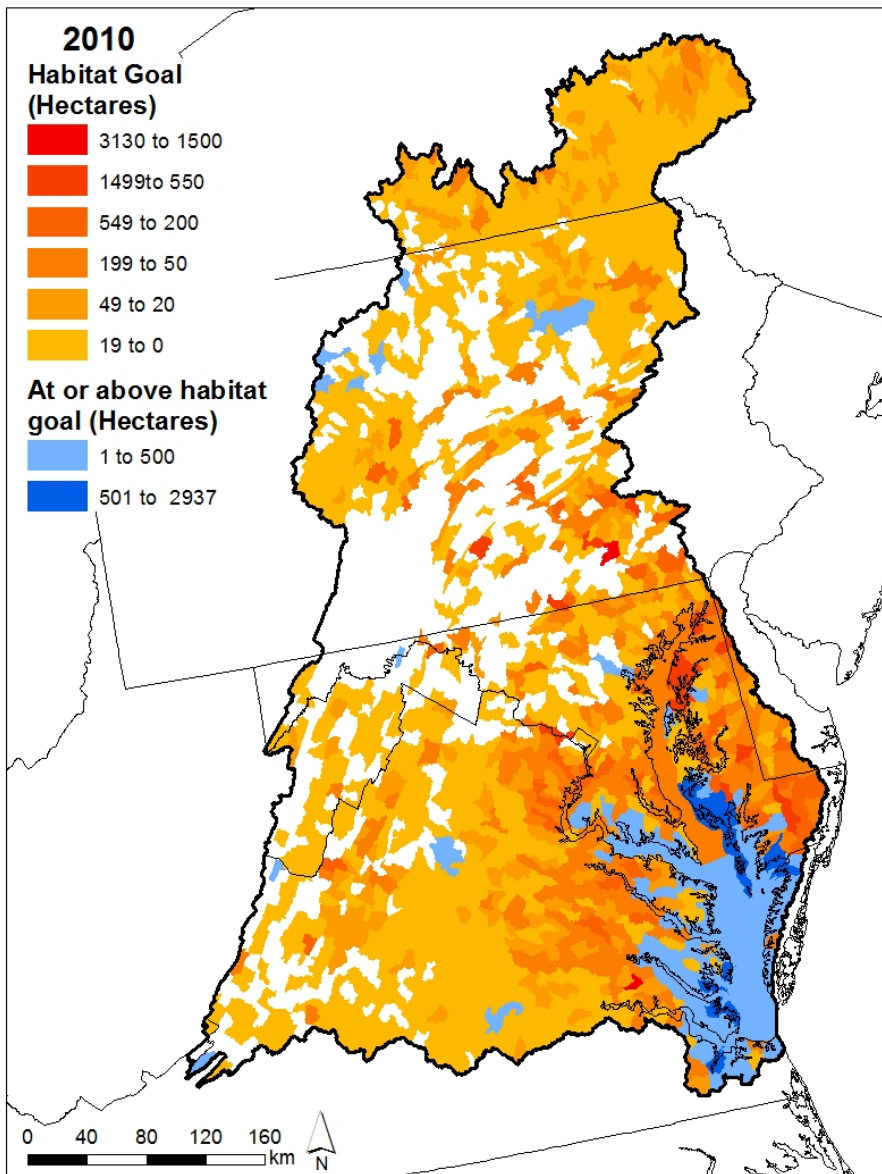 2010
Habitat Goal
(Hectares)
3130 to 1500
1499to 550
549 to 200
199 to 50
49 to 20
19 to 0
At or above habitat
goal (Hectares)
1 to 500
501 to 2937
0 40 80 120 160
km
N